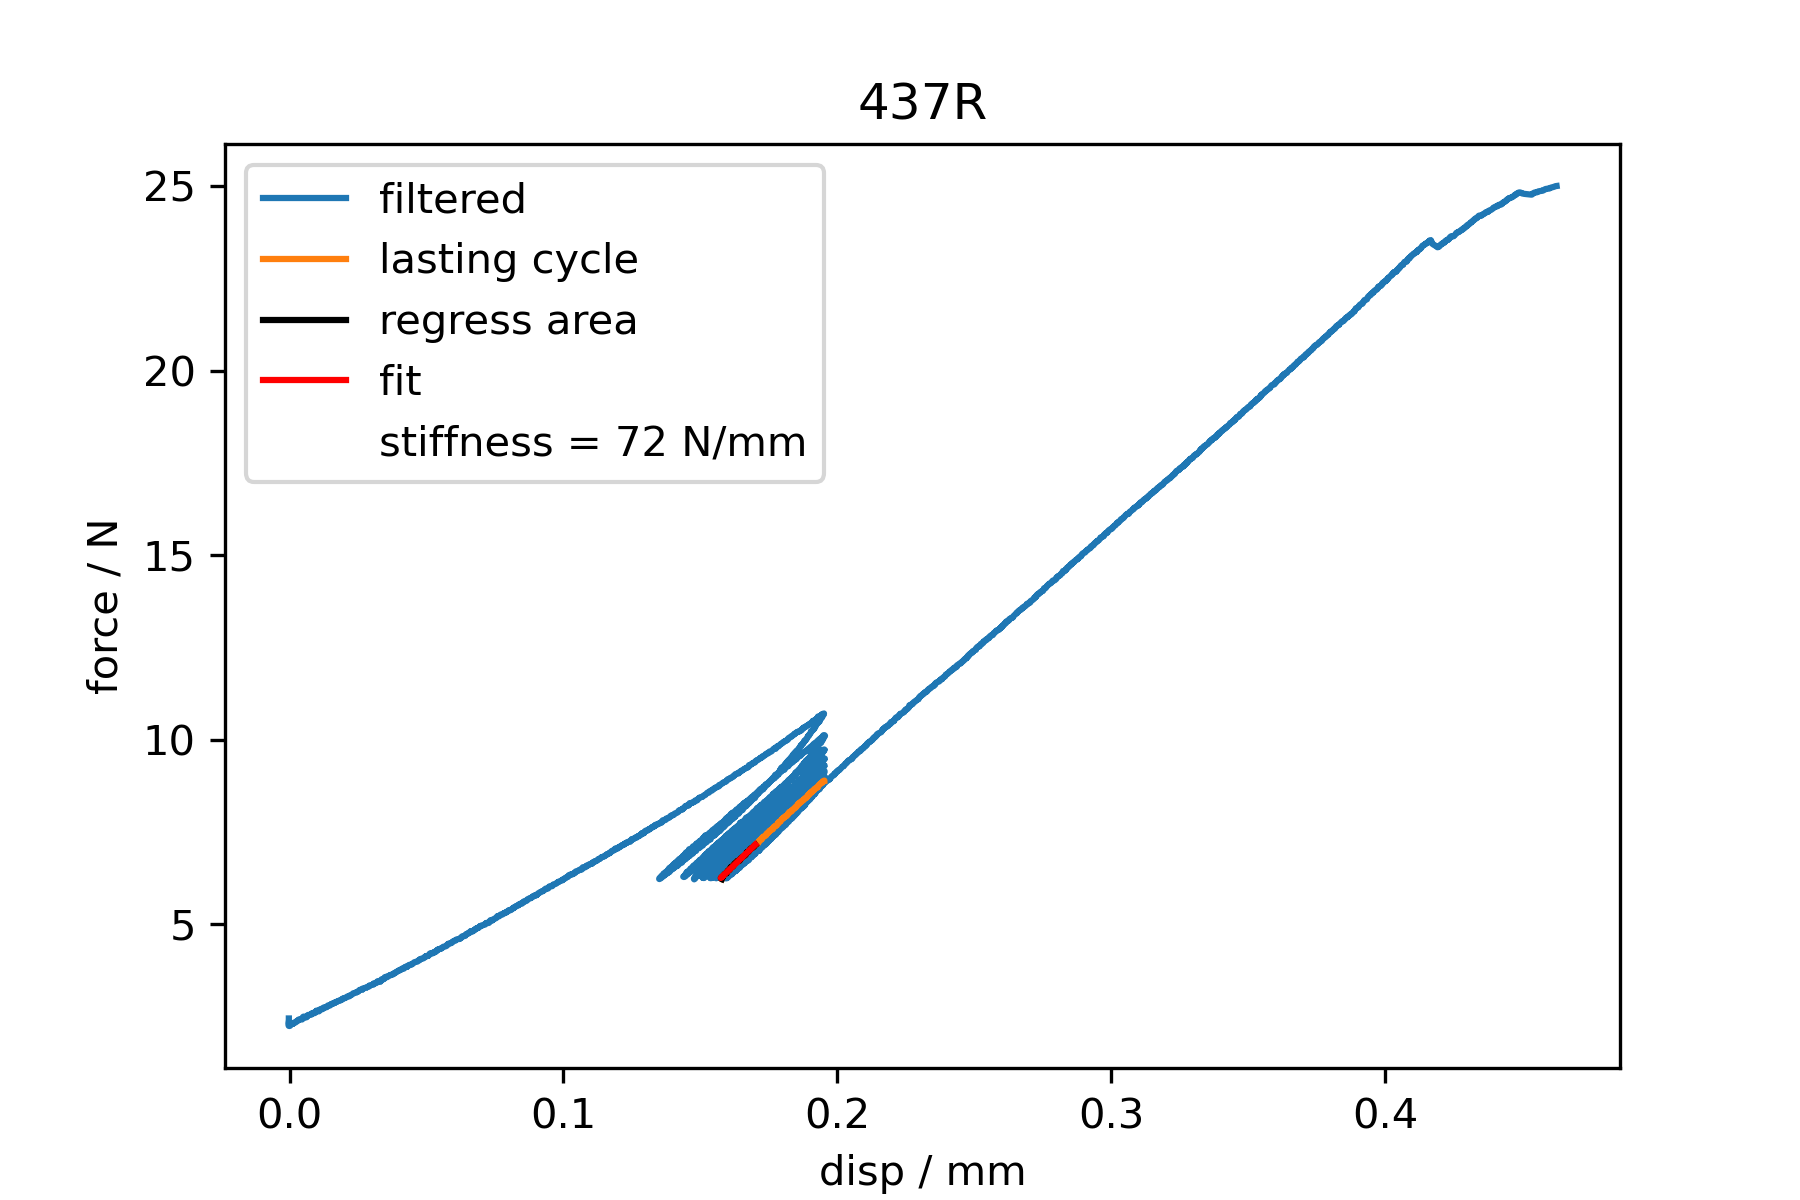 437R
filtered
lasting cycle
regress area
fit
stiffness = 72 N/mm
force / N
25
20
15
10
5
0.0 0.1 0.2 0.3 0.4
disp / mm